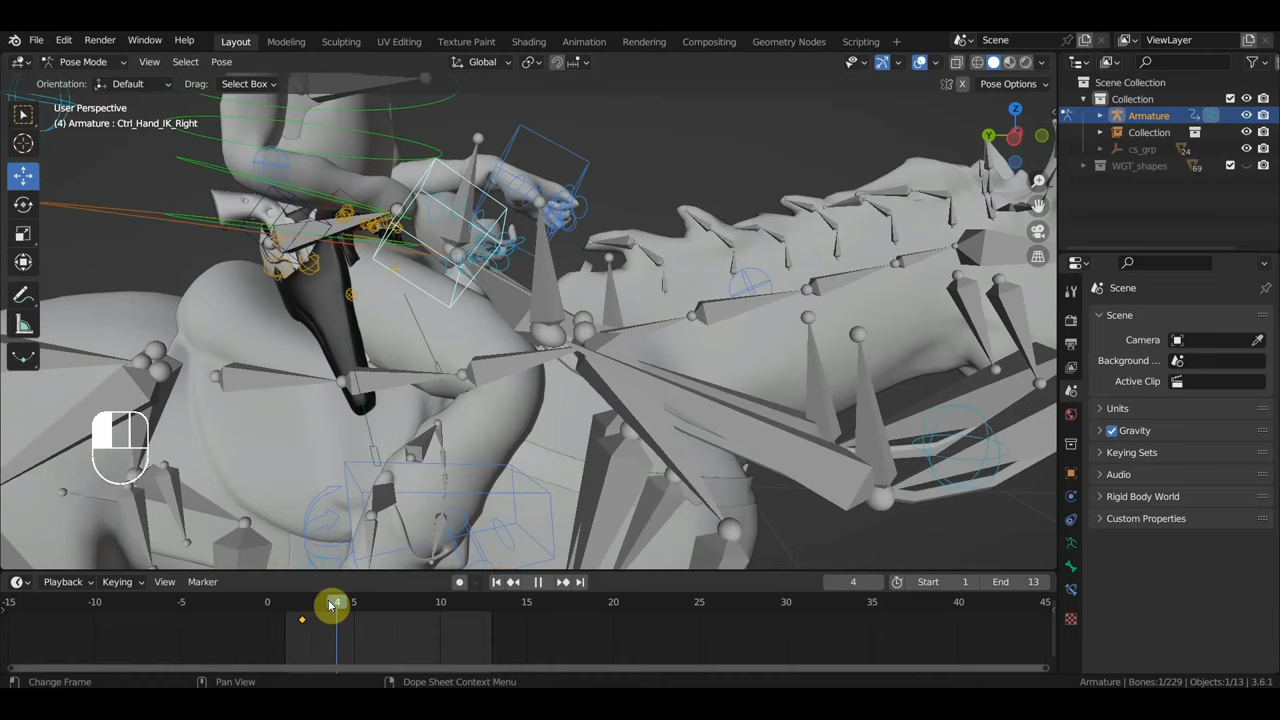 File Edit Render Window Help Layout Modeling Sculpting UV Editing Texture Paint Shading Animation Rendering Compositing Geometry Nodes Scripting + Scene ViewLayer
Pose Mode View Select Pose Global
Orientation: Default Drag: Select Box X Pose Options
User Perspective
(4) Armature : Ctrl_Hand_IK_Right
Z
Y
Scene Collection
Collection
Armature
Collection
24
cs_grp
WGT_shapes
69
Scene
Scene
Camera
Background ...
Active Clip
Units
Gravity
Keying Sets
Audio
Rigid Body World
Custom Properties
Playback Keying View Marker 4 Start 1 End 13
-15 -10 -5 0 4 5 10 15 20 25 30 35 40 45
Change Frame Pan View Dope Sheet Context Menu Armature | Bones:1/229 | Objects:1/13 | 3.6.1